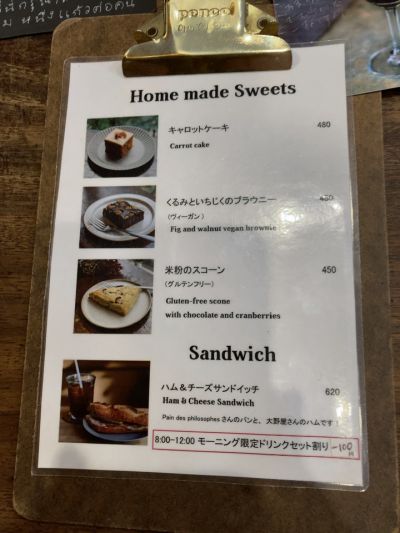 penco
Home made Sweets
キャロットケーキ 480
Carrot cake
くるみといちじくのブラウニー
(ヴィーガン)
Fig and walnut vegan brownie
米粉のスコーン 450
(グルテンフリー)
Gluten-free scone
with chocolate and cranberries
Sandwich
ハム&チーズサンドイッチ 620
Ham & Cheese Sandwich
Pain des philosophes さんのパンと、大野屋さんのハムです!
8:00-12:00 モーニング限定ドリンクセット割り -100円